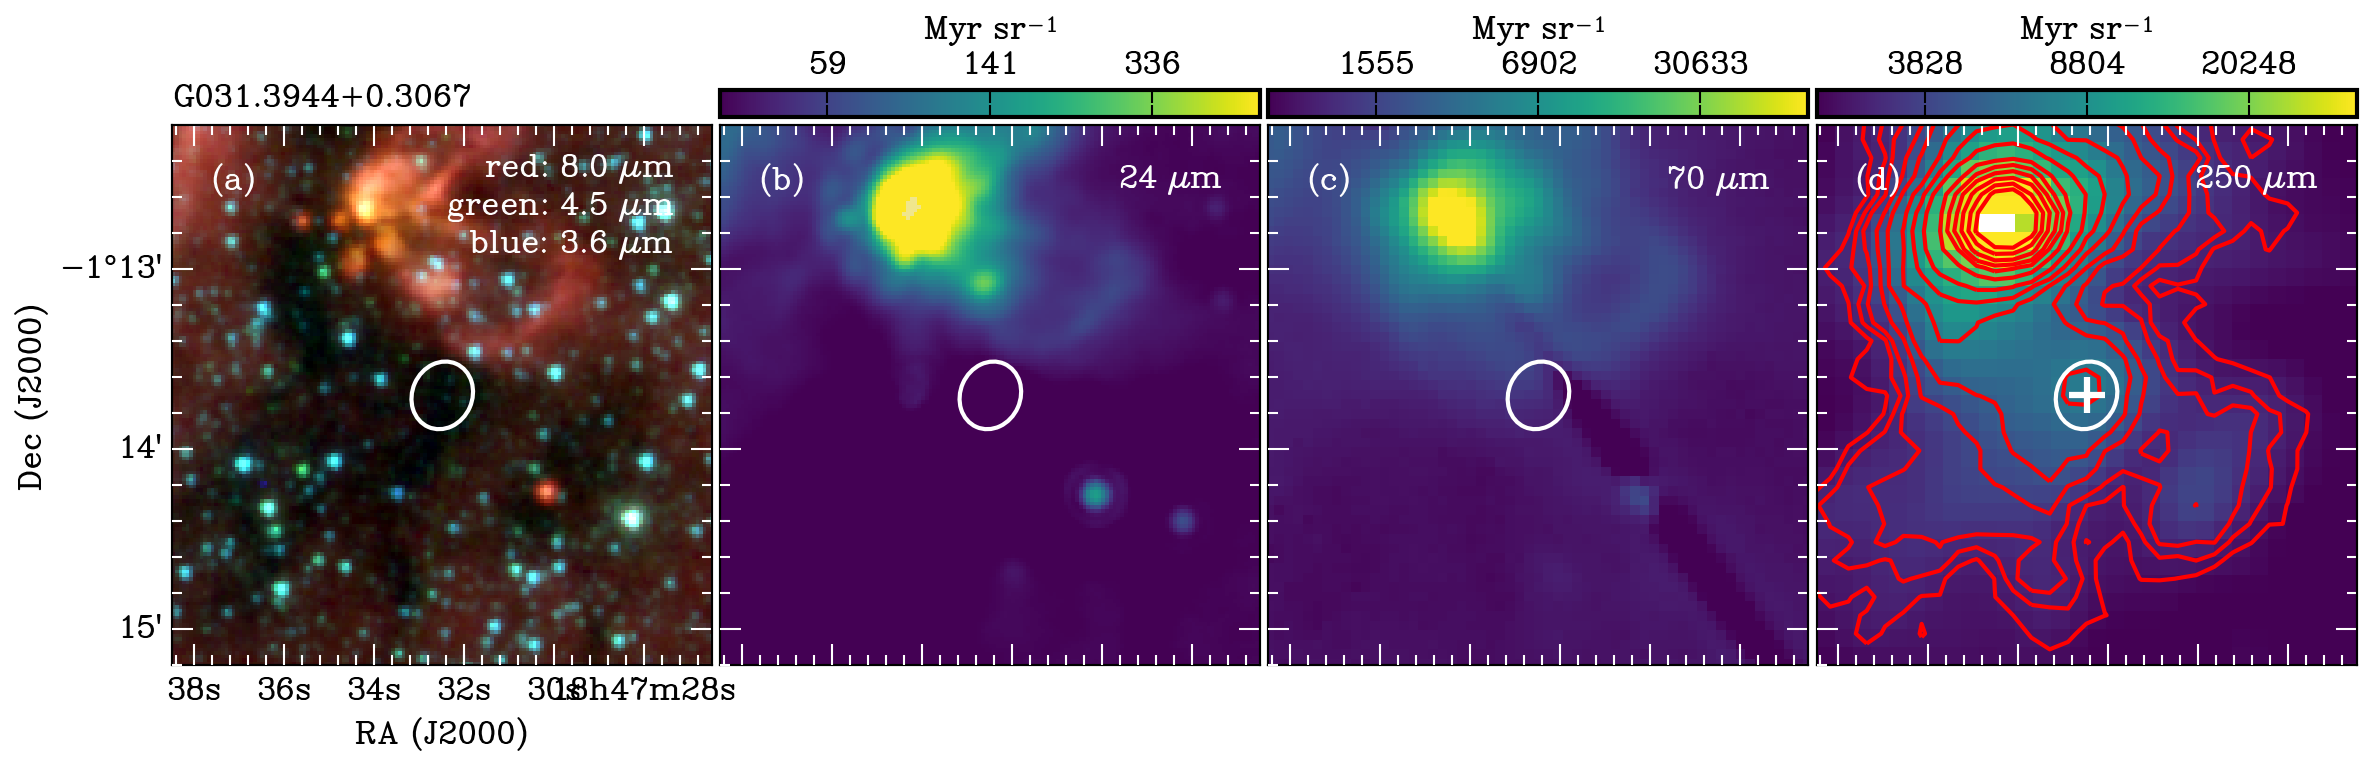 G031.3944+0.3067
Myr sr⁻¹
59 141 336
Myr sr⁻¹
1555 6902 30633
Myr sr⁻¹
3828 8804 20248
(a)
red: 8.0 μm
green: 4.5 μm
blue: 3.6 μm
(b)
24 μm
(c)
70 μm
(d)
250 μm
Dec (J2000)
−1°13'
14'
15'
38s 36s 34s 32s 30s 18h47m28s
RA (J2000)